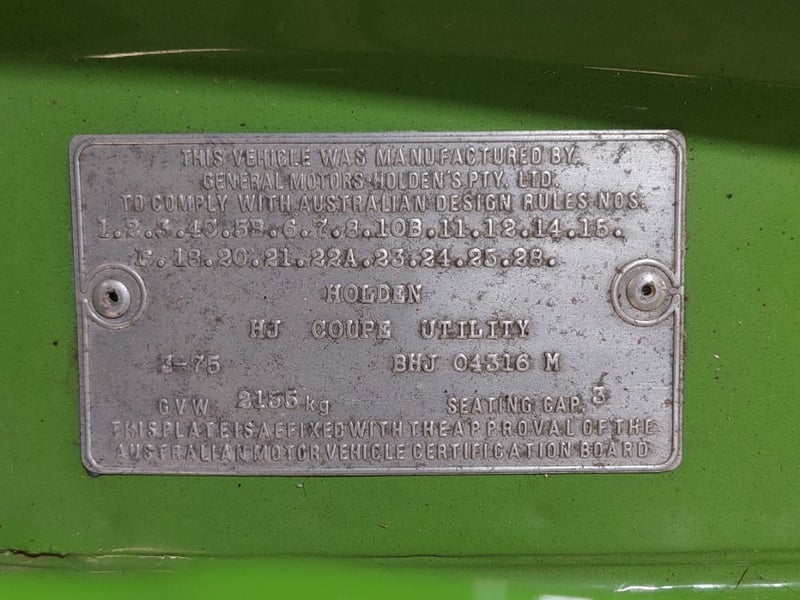 THIS VEHICLE WAS MANUFACTURED BY
GENERAL MOTORS-HOLDEN'S PTY. LTD.
TO COMPLY WITH AUSTRALIAN DESIGN RULES NOS.
1.2.3.4C.5B.6.7.8.10B.11.12.14.15.
18.20.21.22A.23.24.25.28.
HOLDEN
HJ COUPE UTILITY
3-75 BHJ 04316 M
GVW 2155 kg SEATING CAP. 3
THIS PLATE IS AFFIXED WITH THE APPROVAL OF THE
AUSTRALIAN MOTOR VEHICLE CERTIFICATION BOARD